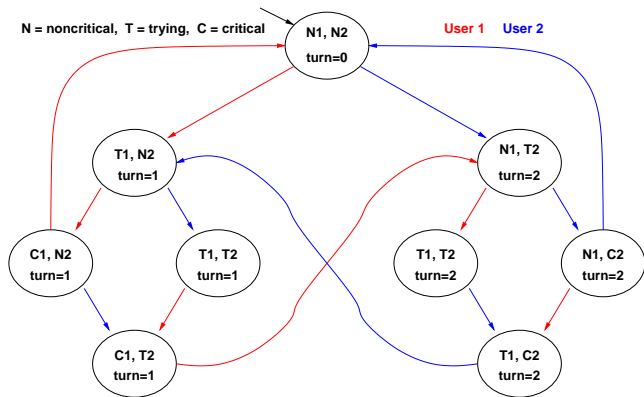 N = noncritical, T = trying, C = critical
User 1 User 2
N1, N2
turn=0
T1, N2
turn=1
N1, T2
turn=2
C1, N2
turn=1
T1, T2
turn=1
T1, T2
turn=2
N1, C2
turn=2
C1, T2
turn=1
T1, C2
turn=2